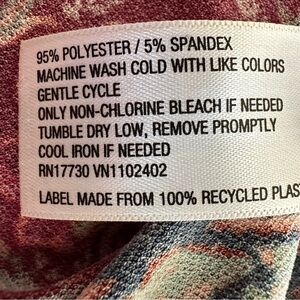 95% POLYESTER / 5% SPANDEX
MACHINE WASH COLD WITH LIKE COLORS
GENTLE CYCLE
ONLY NON-CHLORINE BLEACH IF NEEDED
TUMBLE DRY LOW, REMOVE PROMPTLY
COOL IRON IF NEEDED
RN17730 VN1102402
LABEL MADE FROM 100% RECYCLED PLAS